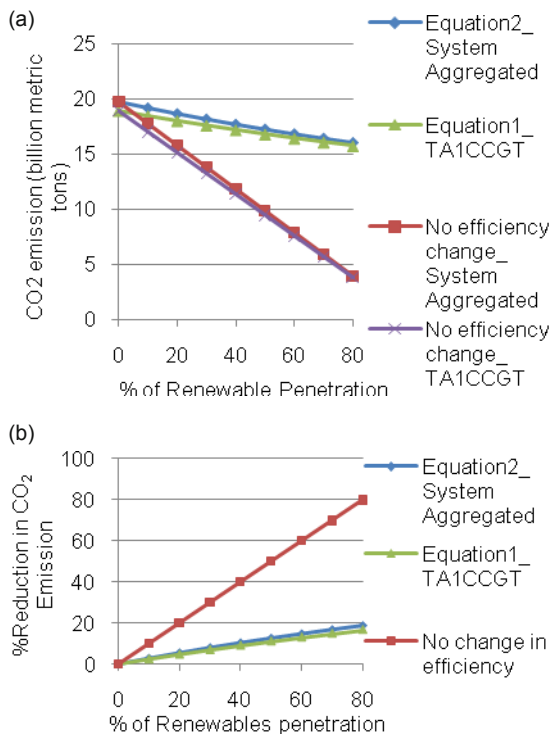 (a)
25
20
15
10
5
0
CO2 emission (billion metric
tons)
0 20 40 60 80
% of Renewable Penetration
Equation2_
System
Aggregated
Equation1_
TA1CCGT
No efficiency
change_
System
Aggregated
No efficiency
change_
TA1CCGT
(b)
100
80
60
40
20
0
%Reduction in CO₂
Emission
0 20 40 60 80
% of Renewables penetration
Equation2_
System
Aggregated
Equation1_
TA1CCGT
No change in
efficiency